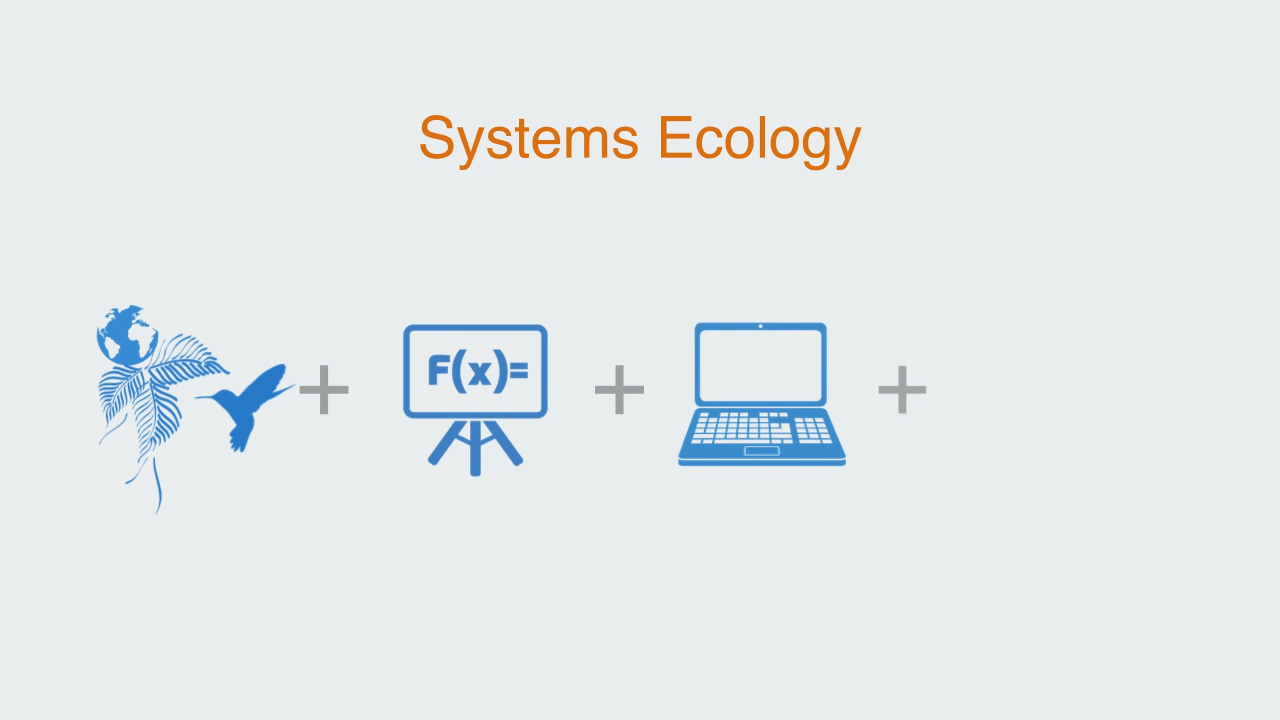 Systems Ecology
F(x)=
+ + +